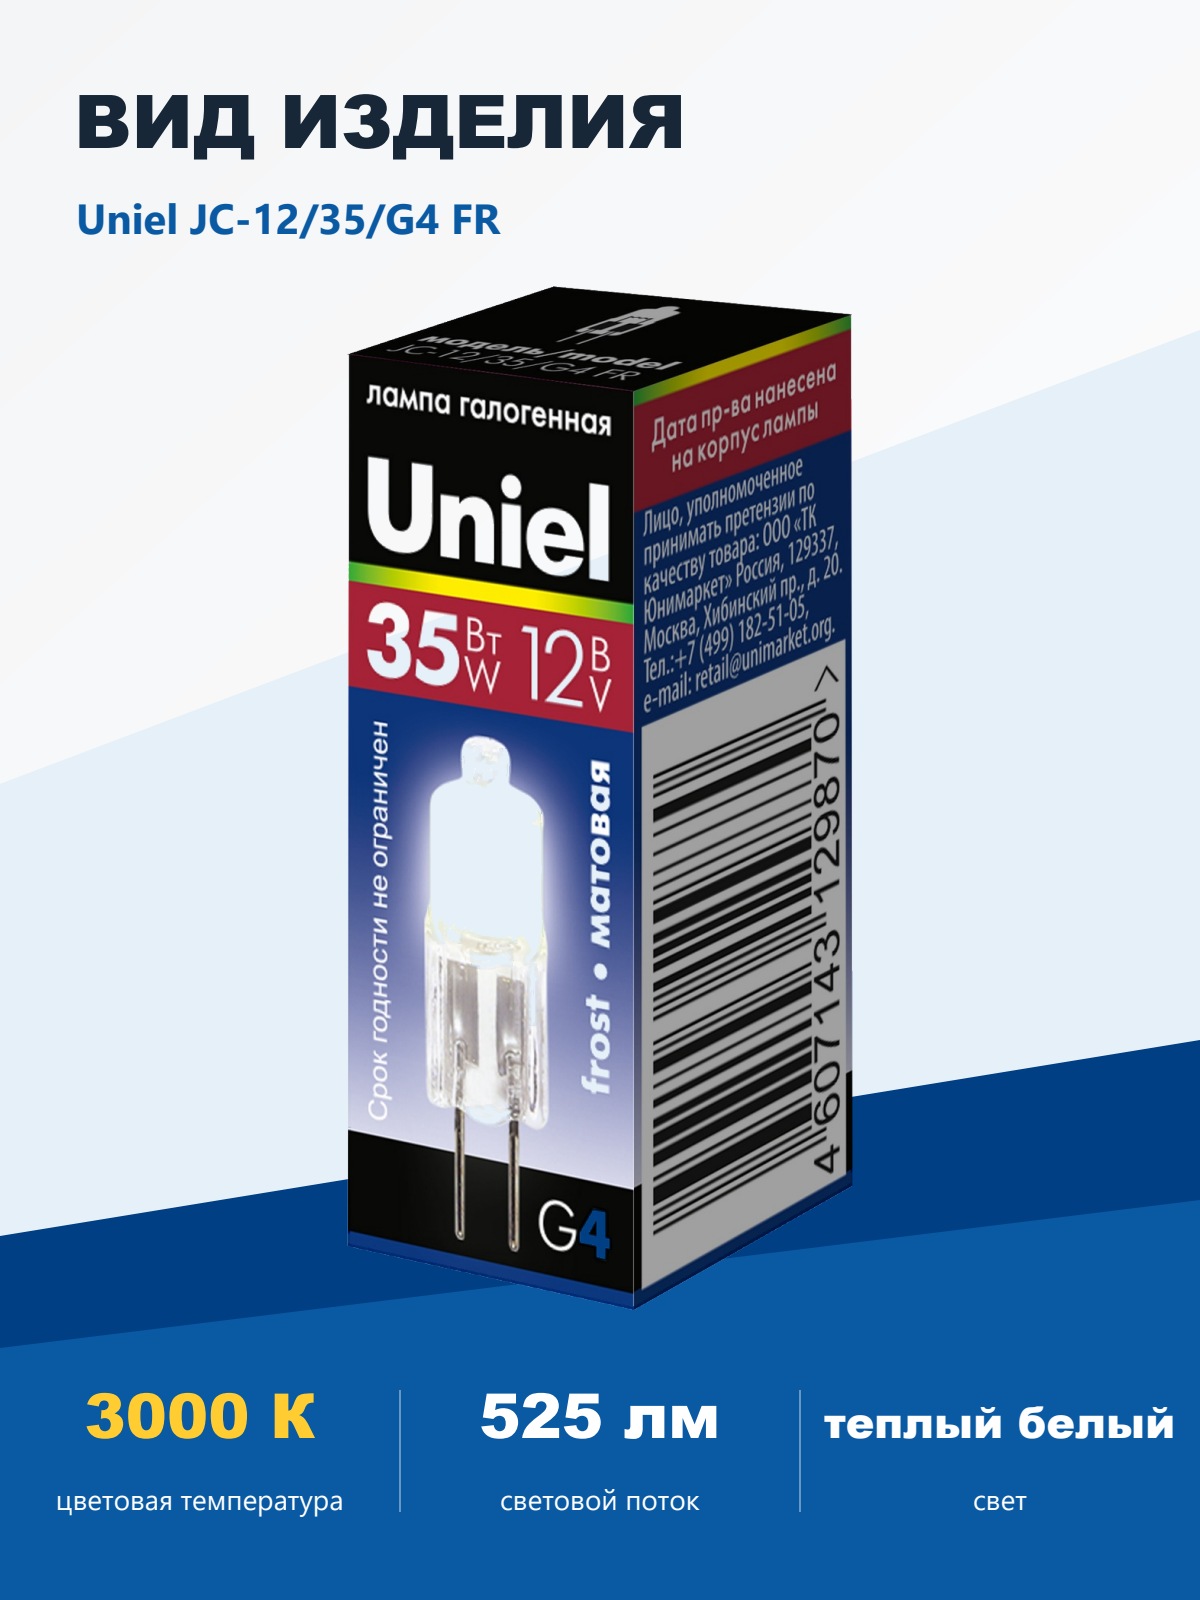 ВИД ИЗДЕЛИЯ
Uniel JC-12/35/G4 FR
модель/model
JC-12/35/G4 FR
лампа галогенная
Uniel
35 Вт W 12 В V
Срок годности не ограничен
frost • матовая
G4
Дата пр-ва нанесена
на корпус лампы
Лицо, уполномоченное
принимать претензии по
качеству товара: ООО «ТК
Юнимаркет» Россия, 129337,
Москва, Хибинский пр., д. 20.
Тел.:+7 (499) 182-51-05,
e-mail: retail@unimarket.org.
4 607143 129870 >
3000 К
цветовая температура
525 лм
световой поток
теплый белый
свет